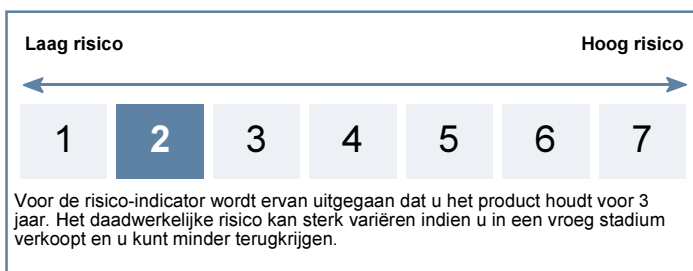 Laag risico Hoog risico
1 2 3 4 5 6 7
Voor de risico-indicator wordt ervan uitgegaan dat u het product houdt voor 3
jaar. Het daadwerkelijke risico kan sterk variëren indien u in een vroeg stadium
verkoopt en u kunt minder terugkrijgen.